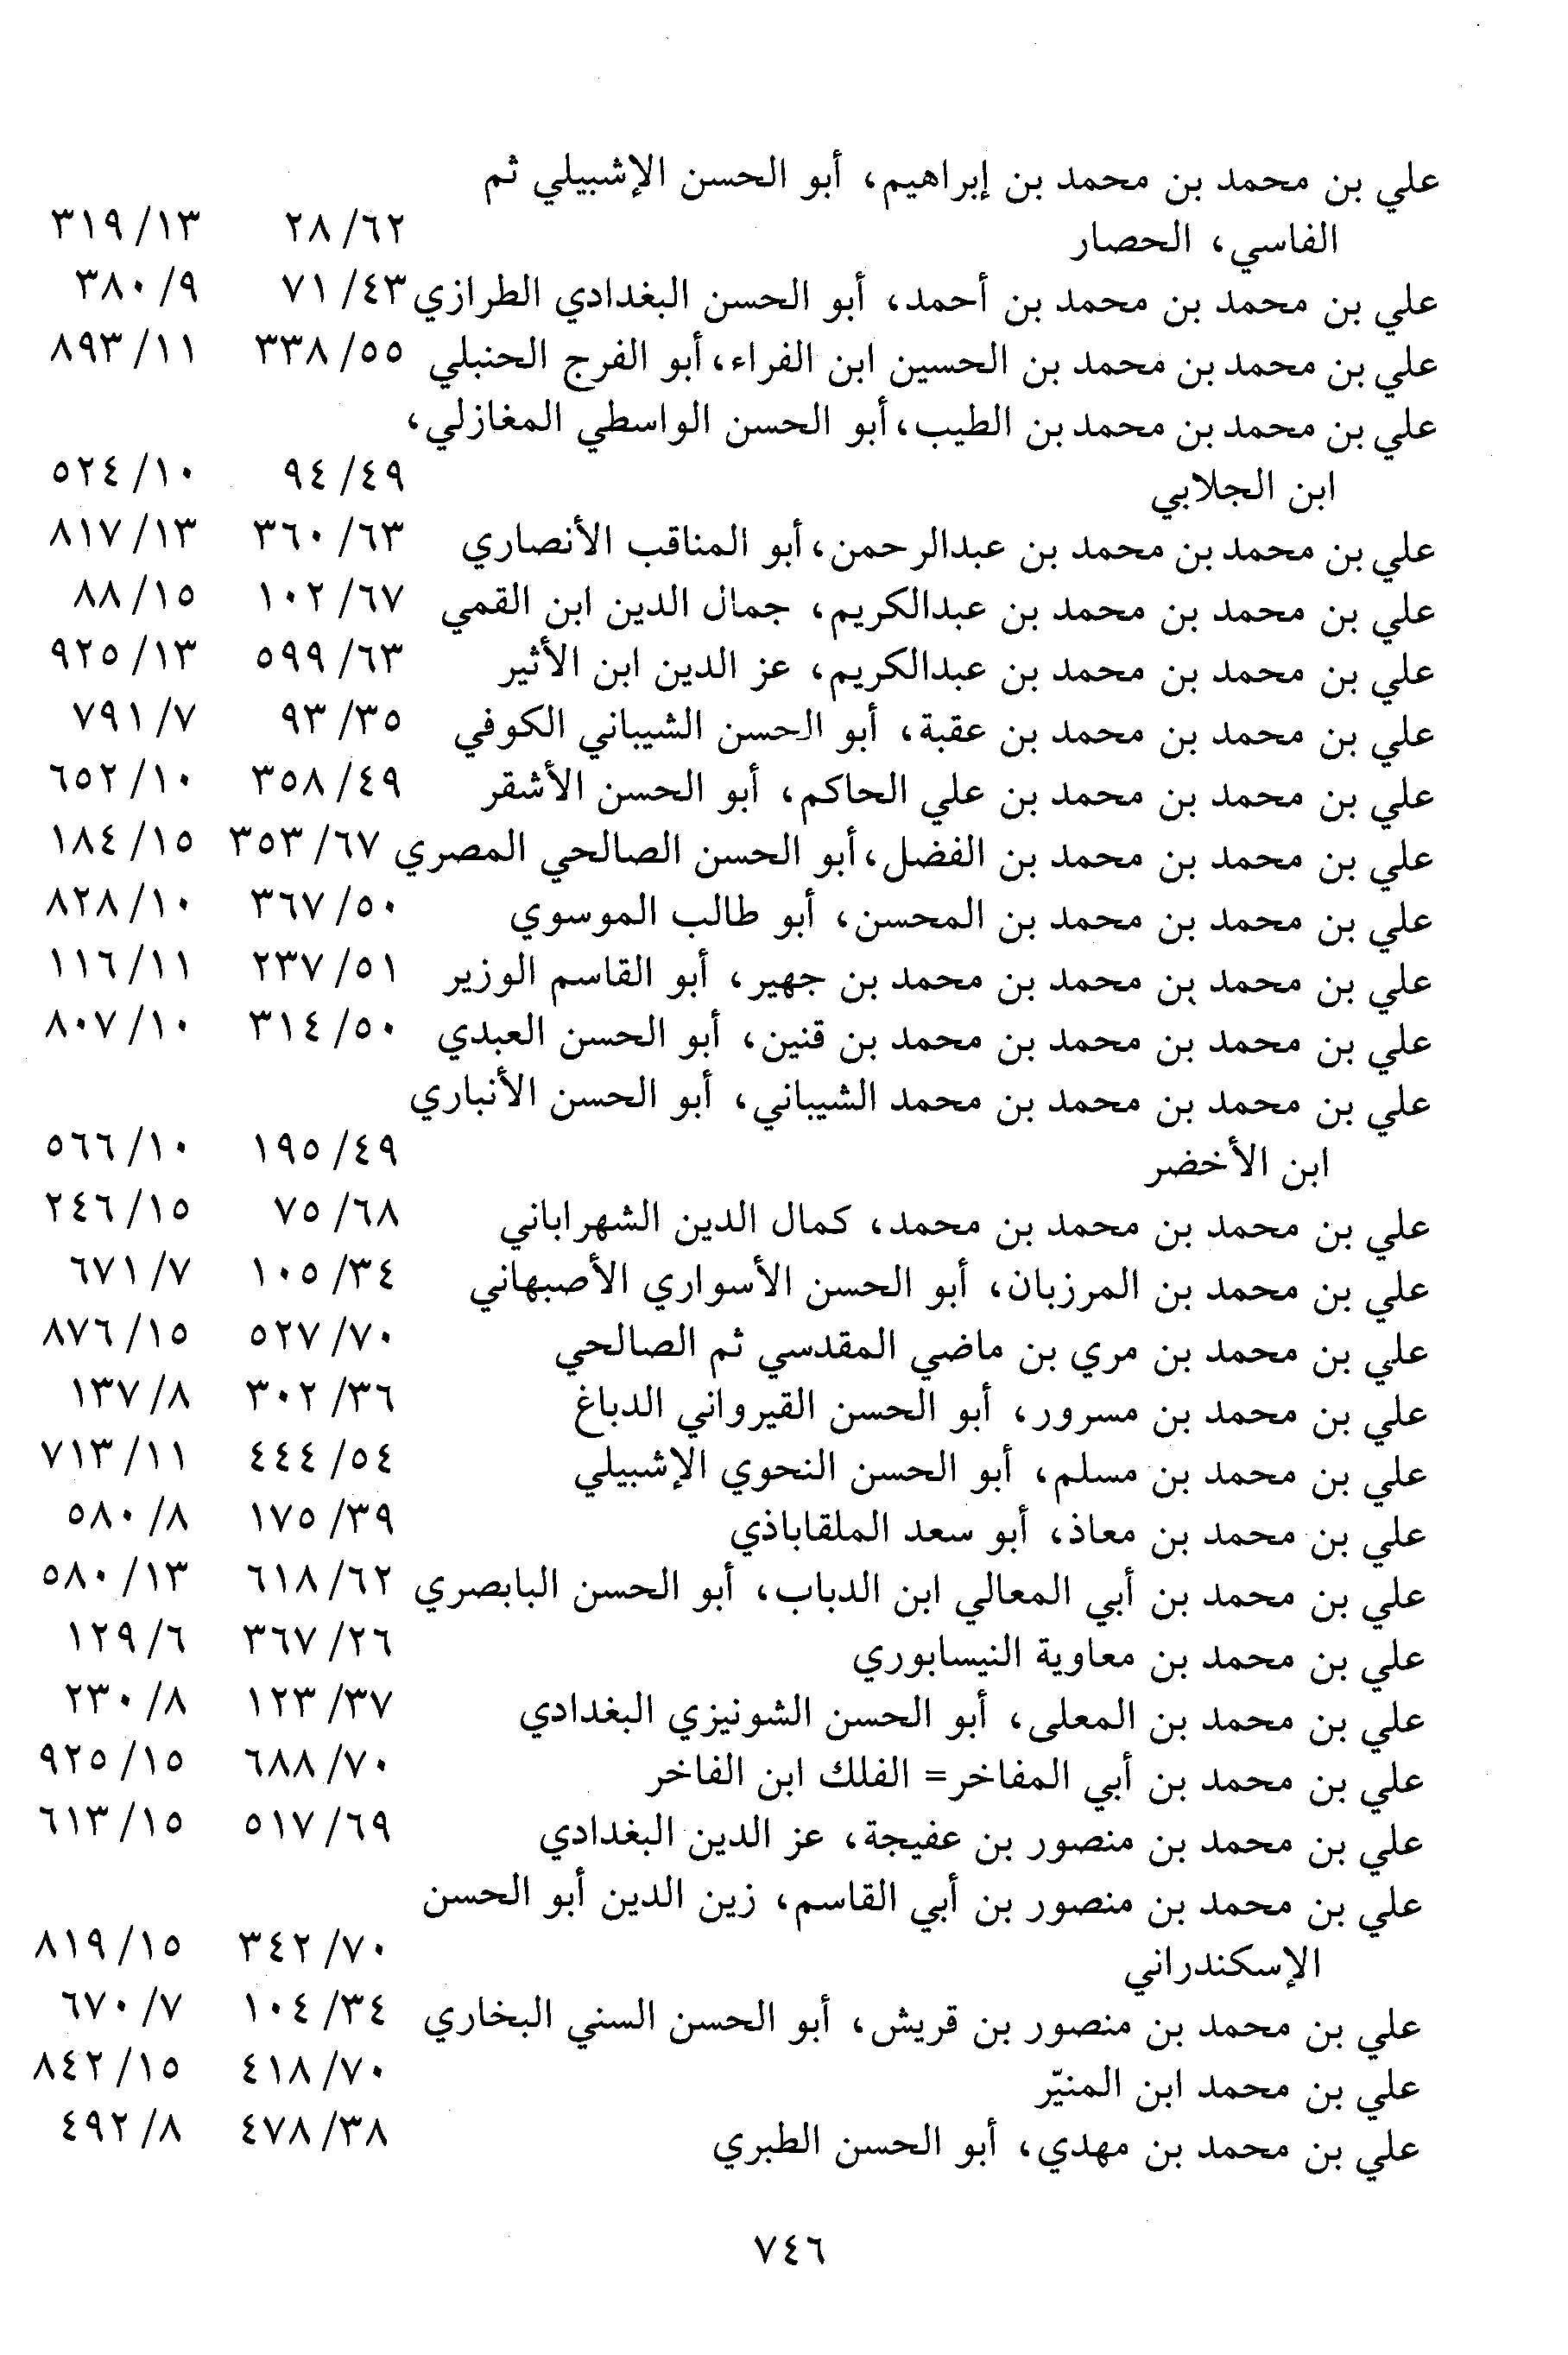 علي بن محمد بن محمد بن إبراهيم، أبو الحسن الإشبيلي ثم
الفاسي، الحصار ٦٢/ ٢٨ ١٣/ ٣١٩
علي بن محمد بن محمد بن أحمد، أبو الحسن البغدادي الطرازي ٤٣/ ٧١ ٩/ ٣٨٠
علي بن محمد بن محمد بن الحسين ابن الفراء، أبو الفرج الحنبلي ٥٥/ ٣٣٨ ١١/ ٨٩٣
علي بن محمد بن محمد بن الطيب، أبو الحسن الواسطي المغازلي،
ابن الجلابي ٤٩/ ٩٤ ١٠/ ٥٢٤
علي بن محمد بن محمد بن عبدالرحمن، أبو المناقب الأنصاري ٦٣/ ٣٦٠ ١٣/ ٨١٧
علي بن محمد بن محمد بن عبدالكريم، جمال الدين ابن القمي ٦٧/ ١٠٢ ١٥/ ٨٨
علي بن محمد بن محمد بن عبدالكريم، عز الدين ابن الأثير ٦٣/ ٥٩٩ ١٣/ ٩٢٥
علي بن محمد بن محمد بن عقبة، أبو الحسن الشيباني الكوفي ٣٥/ ٩٣ ٧/ ٧٩١
علي بن محمد بن محمد بن علي الحاكم، أبو الحسن الأشقر ٤٩/ ٣٥٨ ١٠/ ٦٥٢
علي بن محمد بن محمد بن الفضل، أبو الحسن الصالحي المصري ٦٧/ ٣٥٣ ١٥/ ١٨٤
علي بن محمد بن محمد بن المحسن، أبو طالب الموسوي ٥٠/ ٣٦٧ ١٠/ ٨٢٨
علي بن محمد بن محمد بن محمد بن جهير، أبو القاسم الوزير ٥١/ ٢٣٧ ١١/ ١١٦
علي بن محمد بن محمد بن محمد بن قنين، أبو الحسن العبدي ٥٠/ ٣١٤ ١٠/ ٨٠٧
علي بن محمد بن محمد بن محمد الشيباني، أبو الحسن الأنباري
ابن الأخضر ٤٩/ ١٩٥ ١٠/ ٥٦٦
علي بن محمد بن محمد بن محمد، كمال الدين الشهراباني ٦٨/ ٧٥ ١٥/ ٢٤٦
علي بن محمد بن المرزبان، أبو الحسن الأسواري الأصبهاني ٣٤/ ١٠٥ ٧/ ٦٧١
علي بن محمد بن مري بن ماضي المقدسي ثم الصالحي ٧٠/ ٥٢٧ ١٥/ ٨٧٦
علي بن محمد بن مسرور، أبو الحسن القيرواني الدباغ ٣٦/ ٣٠٢ ٨/ ١٣٧
علي بن محمد بن مسلم، أبو الحسن النحوي الإشبيلي ٥٤/ ٤٤٤ ١١/ ٧١٣
علي بن محمد بن معاذ، أبو سعد الملقاباذي ٣٩/ ١٧٥ ٨/ ٥٨٠
علي بن محمد بن أبي المعالي ابن الدباب، أبو الحسن البابصري ٦٢/ ٦١٨ ١٣/ ٥٨٠
علي بن محمد بن معاوية النيسابوري ٢٦/ ٣٦٧ ٦/ ١٢٩
علي بن محمد بن المعلى، أبو الحسن الشونيزي البغدادي ٣٧/ ١٢٣ ٨/ ٢٣٠
علي بن محمد بن أبي المفاخر= الفلك ابن الفاخر ٧٠/ ٦٨٨ ١٥/ ٩٢٥
علي بن محمد بن منصور بن عفيجة، عز الدين البغدادي ٦٩/ ٥١٧ ١٥/ ٦١٣
علي بن محمد بن منصور بن أبي القاسم، زين الدين أبو الحسن
الإسكندراني ٧٠/ ٣٤٢ ١٥/ ٨١٩
علي بن محمد بن منصور بن قريش، أبو الحسن السني البخاري ٣٤/ ١٠٤ ٧/ ٦٧٠
علي بن محمد ابن المنيّر ٧٠/ ٤١٨ ١٥/ ٨٤٢
علي بن محمد بن مهدي، أبو الحسن الطبري ٣٨/ ٤٧٨ ٨/ ٤٩٢
٧٤٦